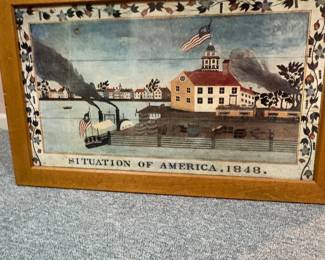 SITUATION OF AMERICA, 1848.